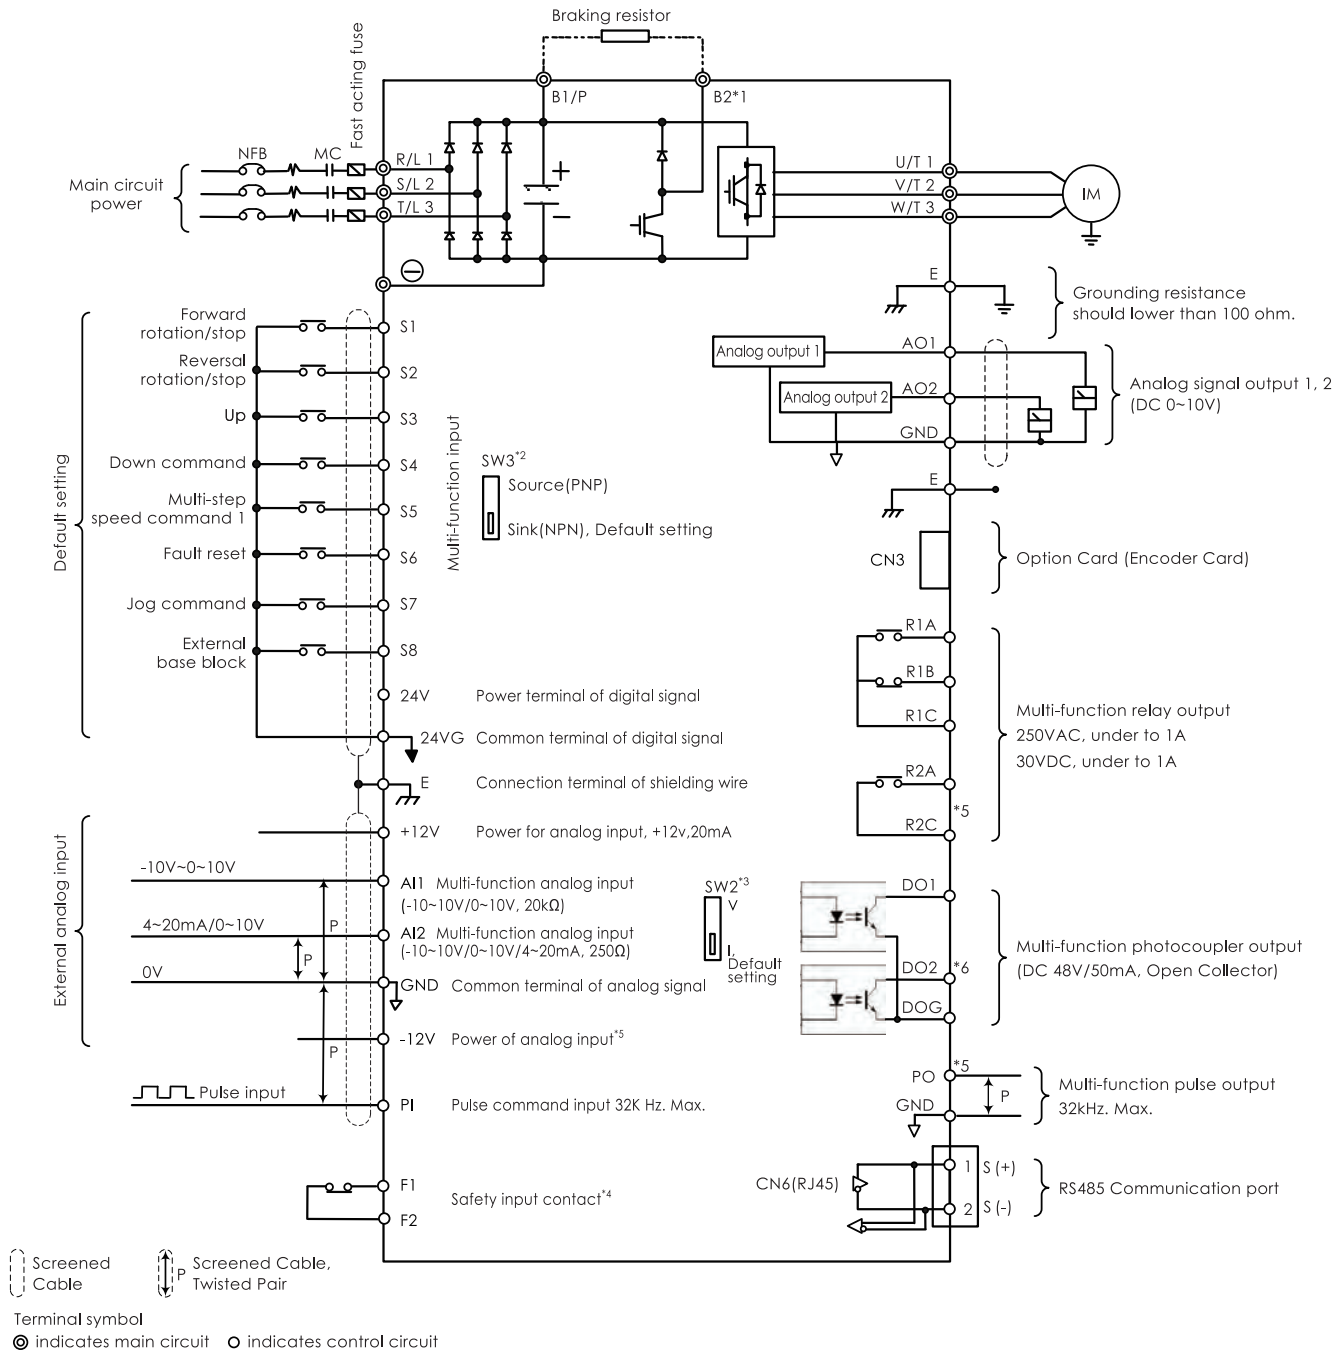 Braking resistor
Fast acting fuse
B1/P
B2*1
NFB
MC
R/L 1
S/L 2
T/L 3
Main circuit
power
+
−
U/T 1
V/T 2
W/T 3
IM
E
Grounding resistance
should lower than 100 ohm.
Default setting
Forward
rotation/stop
S1
Reversal
rotation/stop
S2
Up
S3
Down command
S4
Multi-step
speed command 1
S5
Fault reset
S6
Jog command
S7
External
base block
S8
Multi-function input
SW3*2
Source(PNP)
Sink(NPN), Default setting
24V
Power terminal of digital signal
24VG
Common terminal of digital signal
E
Connection terminal of shielding wire
Analog output 1
AO1
Analog output 2
AO2
GND
Analog signal output 1, 2
(DC 0~10V)
E
CN3
Option Card (Encoder Card)
R1A
R1B
R1C
R2A
*5
R2C
Multi-function relay output
250VAC, under to 1A
30VDC, under to 1A
External analog input
+12V
Power for analog input, +12v,20mA
-10V~0~10V
AI1
Multi-function analog input
(-10~10V/0~10V, 20kΩ)
P
4~20mA/0~10V
AI2
Multi-function analog input
(-10~10V/0~10V/4~20mA, 250Ω)
P
0V
GND
Common terminal of analog signal
-12V
Power of analog input*5
P
Pulse input
PI
Pulse command input 32K Hz. Max.
SW2*3
V
I,
Default
setting
DO1
DO2
*6
DOG
Multi-function photocoupler output
(DC 48V/50mA, Open Collector)
*5
PO
P
GND
Multi-function pulse output
32kHz. Max.
F1
F2
Safety input contact*4
CN6(RJ45)
1
S (+)
2
S (-)
RS485 Communication port
Screened
Cable
P
Screened Cable,
Twisted Pair
Terminal symbol
indicates main circuit
indicates control circuit